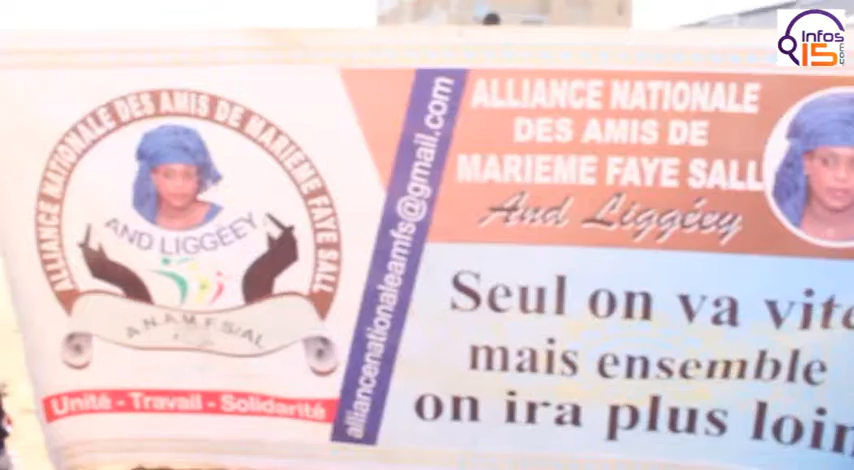 Infos
15.com
ALLIANCE NATIONALE DES AMIS DE MARIEME FAYE SALL
AND LIGGÉEY
A.N.A.M.F.S/A.L
Unité - Travail - Solidarité
alliancenationaleamfs@gmail.com
ALLIANCE NATIONALE
DES AMIS DE
MARIEME FAYE SALL
And Liggéey
Seul on va vite
mais ensemble
on ira plus loin